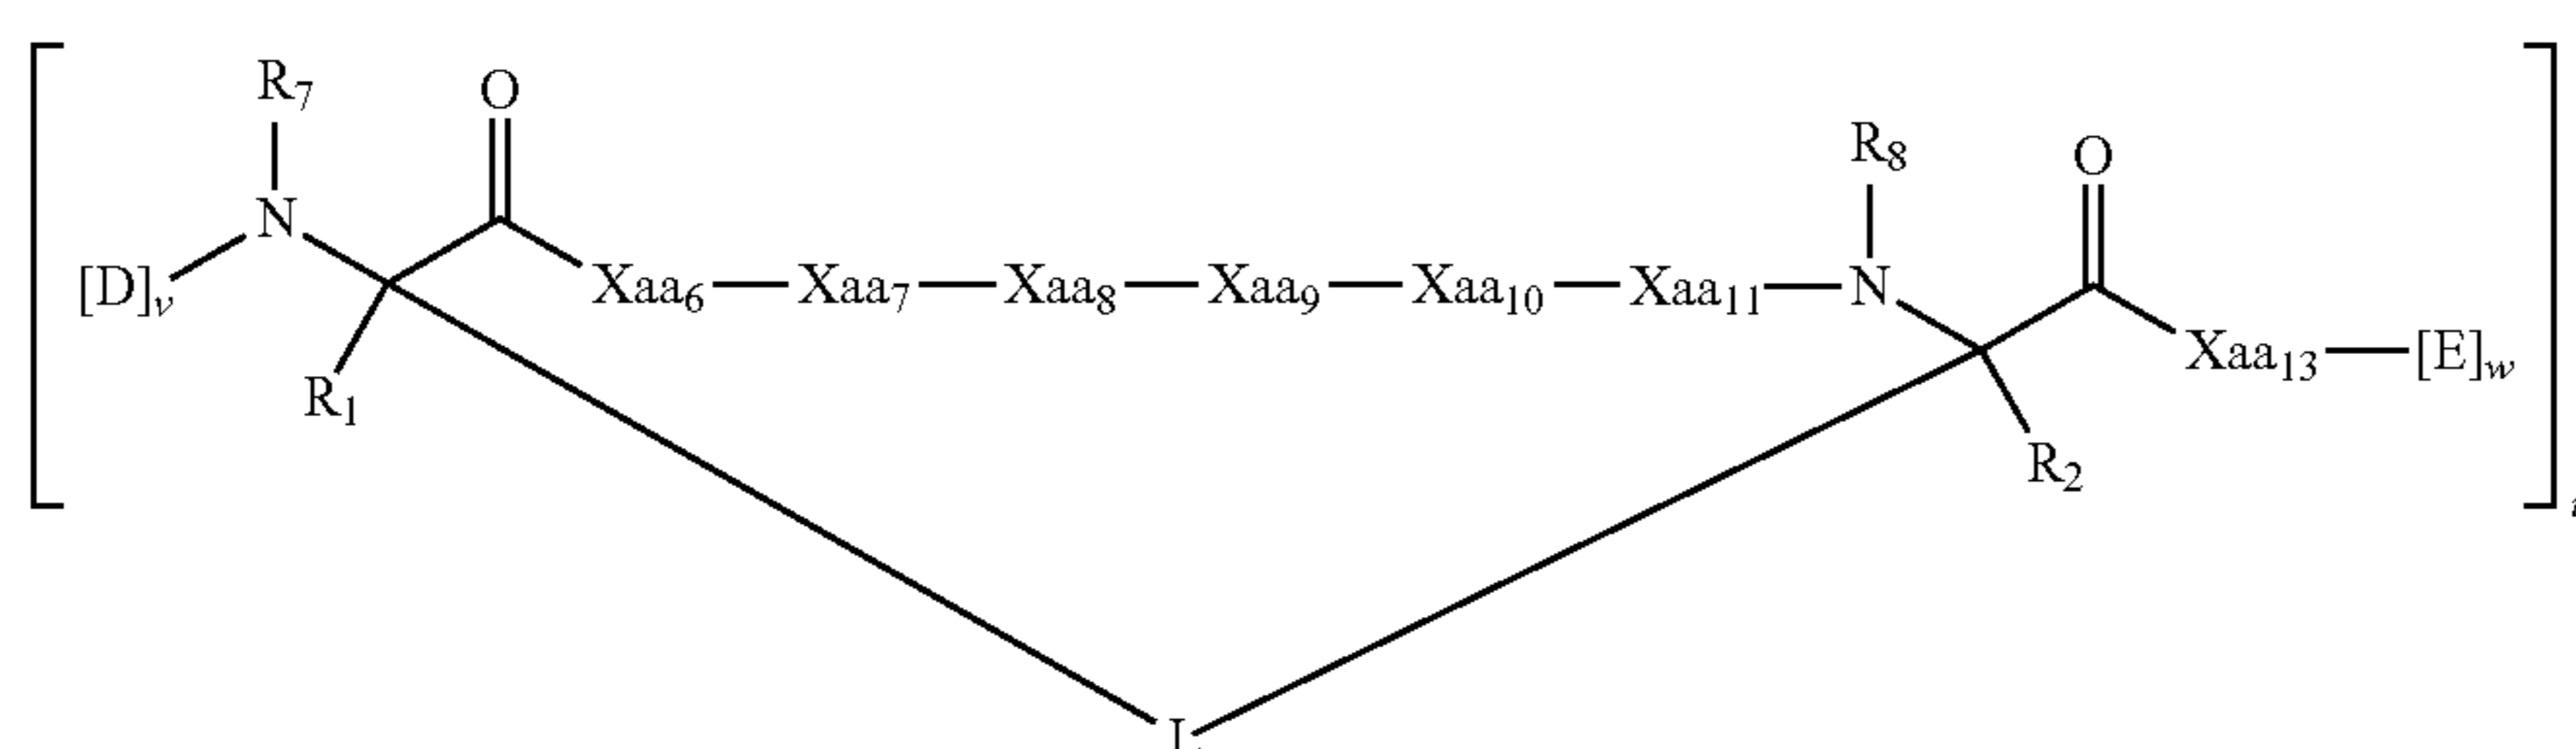 R7 O
R8 O
N
[D]v Xaa6—Xaa7—Xaa8—Xaa9—Xaa10—Xaa11—N
Xaa13—[E]w
R1
R2